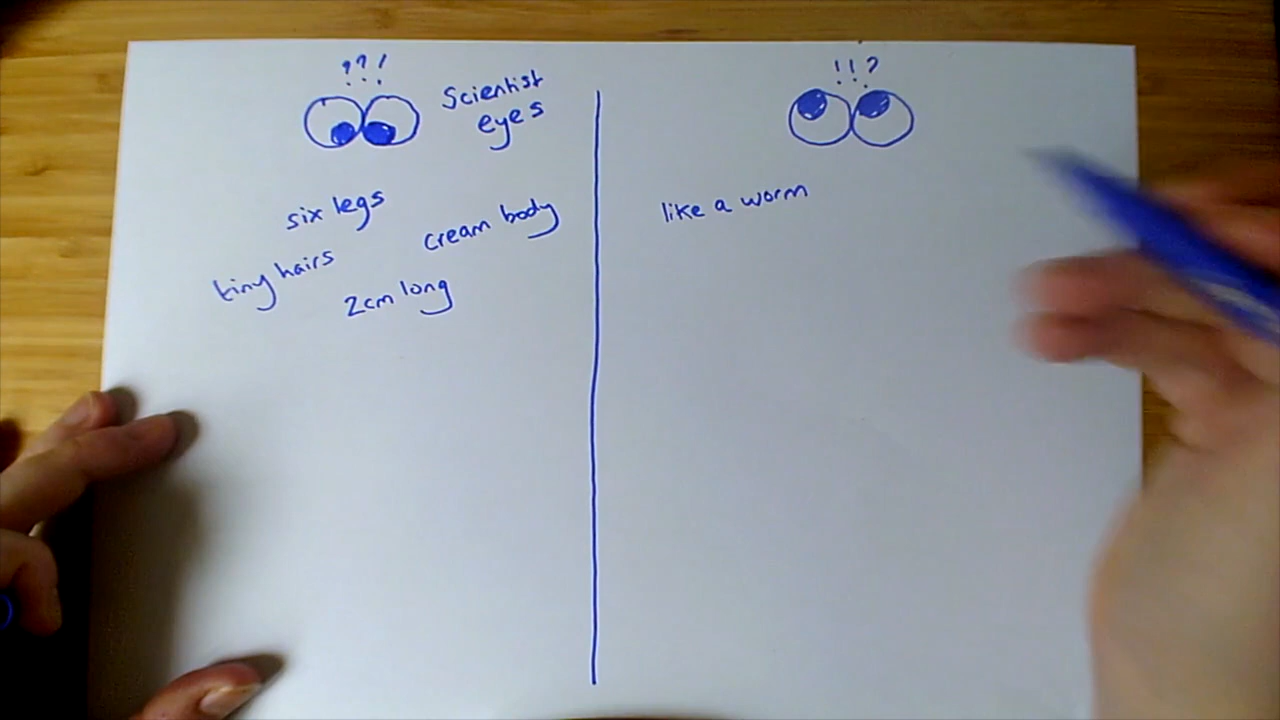 ??!
Scientist
eyes
six legs
cream body
tiny hairs
2cm long
!!?
like a worm